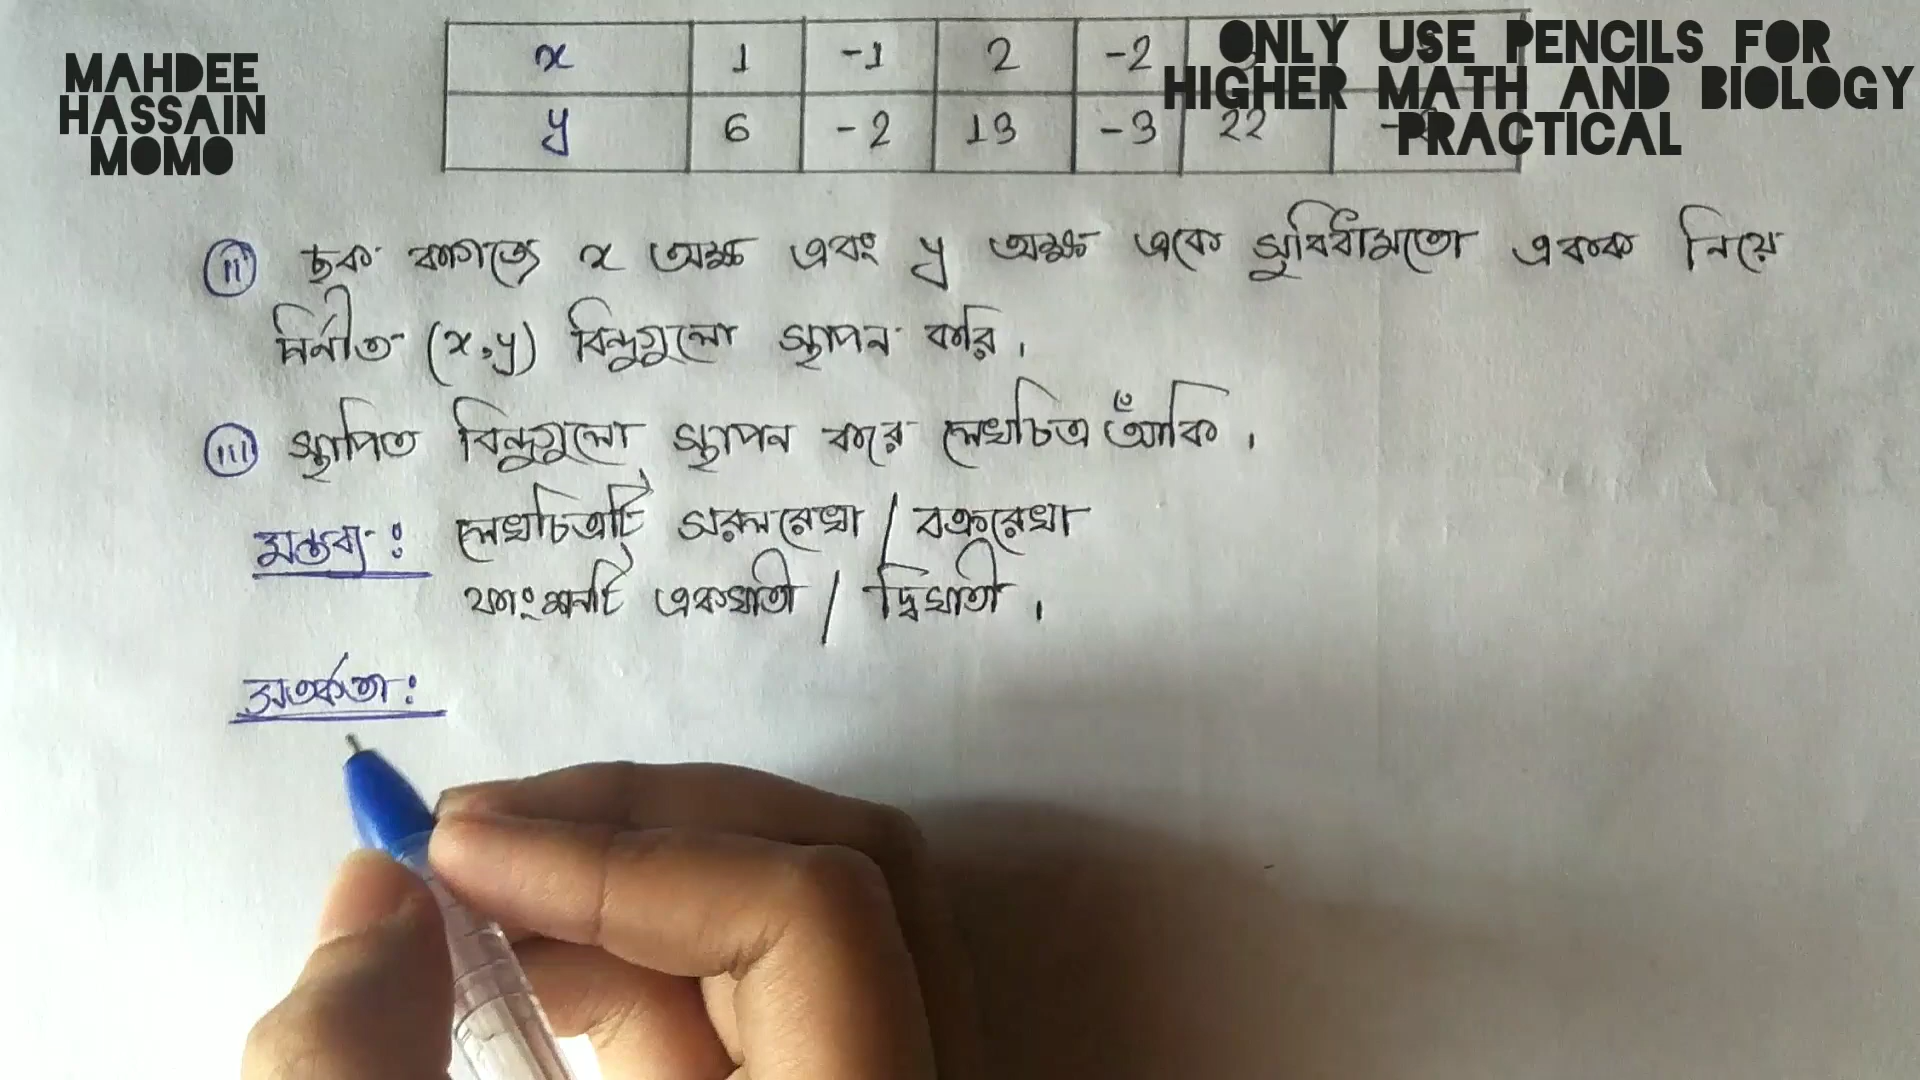 MAHDEE
HASSAIN
MOMO
ONLY USE PENCILS FOR
HIGHER MATH AND BIOLOGY
PRACTICAL
x 1 -1 2 -2
y 6 -2 13 -3 22
(ii) ছক কাগজে x অক্ষ এবং y অক্ষ একে সুবিধামতো একক নিয়ে
নির্নীত (x,y) বিন্দুগুলো স্থাপন করি।
(iii) স্থাপিত বিন্দুগুলো স্থাপন করে লেখচিত্র আঁকি।
মন্তব্য: লেখচিত্রটি সরলরেখা / বক্ররেখা
ফাংশনটি একঘাতী / দ্বিঘাতী।
সতর্কতা: